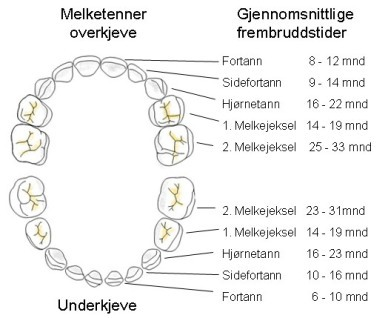 Melketenner
overkjeve
Gjennomsnittlige
frembruddstider
Fortann 8 - 12 mnd
Sidefortann 9 - 14 mnd
Hjørnetann 16 - 22 mnd
1. Melkejeksel 14 - 19 mnd
2. Melkejeksel 25 - 33 mnd
2. Melkejeksel 23 - 31mnd
1. Melkejeksel 14 - 19 mnd
Hjørnetann 16 - 23 mnd
Sidefortann 10 - 16 mnd
Fortann 6 - 10 mnd
Underkjeve